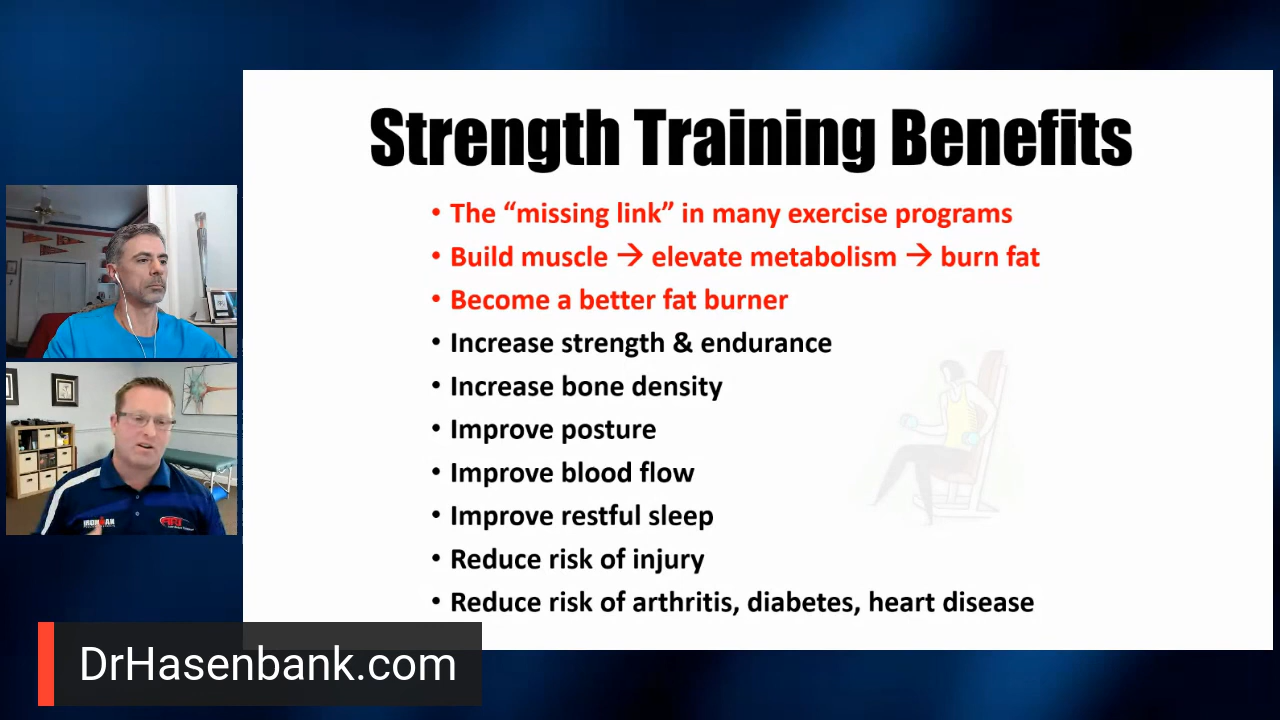 Strength Training Benefits
• The “missing link” in many exercise programs
• Build muscle → elevate metabolism → burn fat
• Become a better fat burner
• Increase strength & endurance
• Increase bone density
• Improve posture
• Improve blood flow
• Improve restful sleep
• Reduce risk of injury
• Reduce risk of arthritis, diabetes, heart disease
IRONMAN
ART
DrHasenbank.com